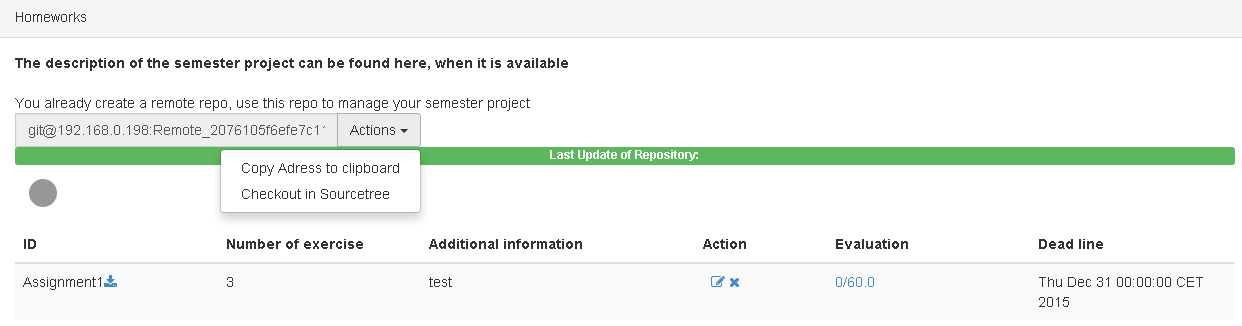 Homeworks
The description of the semester project can be found here, when it is available
You already create a remote repo, use this repo to manage your semester project
git@192.168.0.198:Remote_2076105f6efe7c11 Actions
Last Update of Repository:
Copy Adress to clipboard
Checkout in Sourcetree
ID Number of exercise Additional information Action Evaluation Dead line
Assignment1 3 test 0/60.0 Thu Dec 31 00:00:00 CET
2015